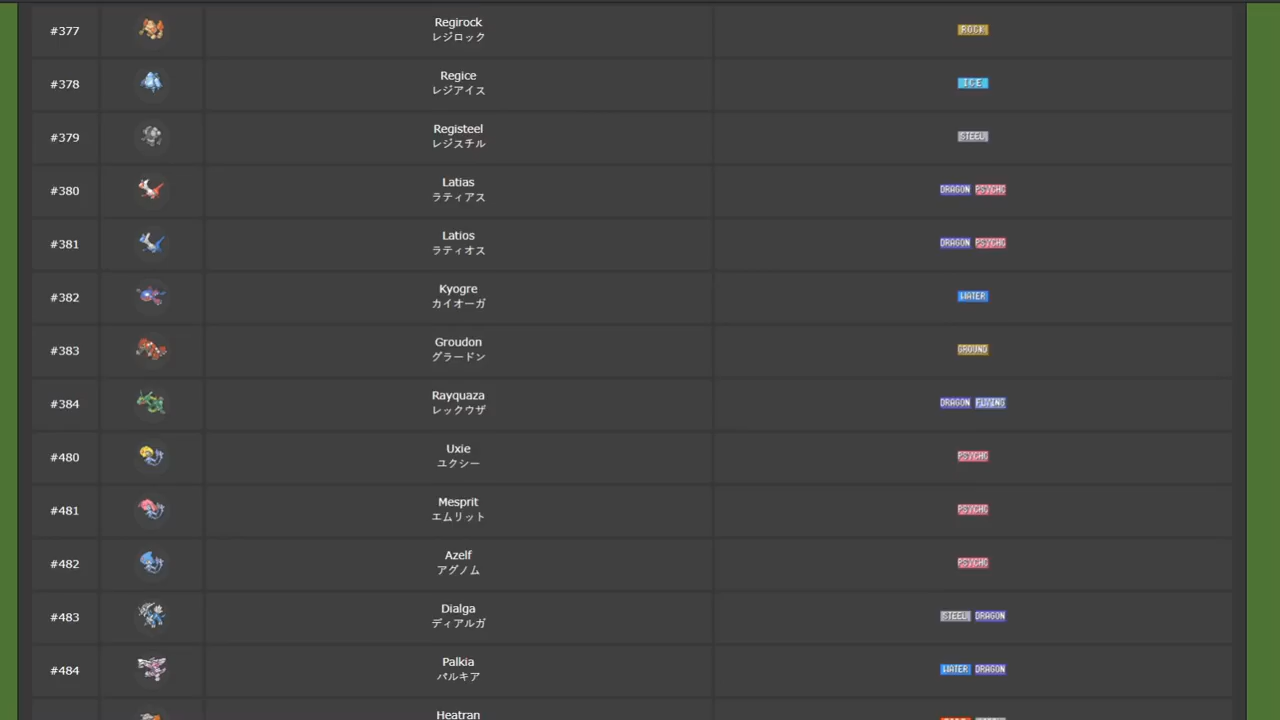 #377 Regirock ROCK
レジロック
#378 Regice ICE
レジアイス
#379 Registeel STEEL
レジスチル
#380 Latias DRAGON PSYCHC
ラティアス
#381 Latios DRAGON PSYCHC
ラティオス
#382 Kyogre WATER
カイオーガ
#383 Groudon GROUND
グラードン
#384 Rayquaza DRAGON FLYING
レックウザ
#480 Uxie PSYCHC
ユクシー
#481 Mesprit PSYCHC
エムリット
#482 Azelf PSYCHC
アグノム
#483 Dialga STEEL DRAGON
ディアルガ
#484 Palkia WATER DRAGON
パルキア
Heatran